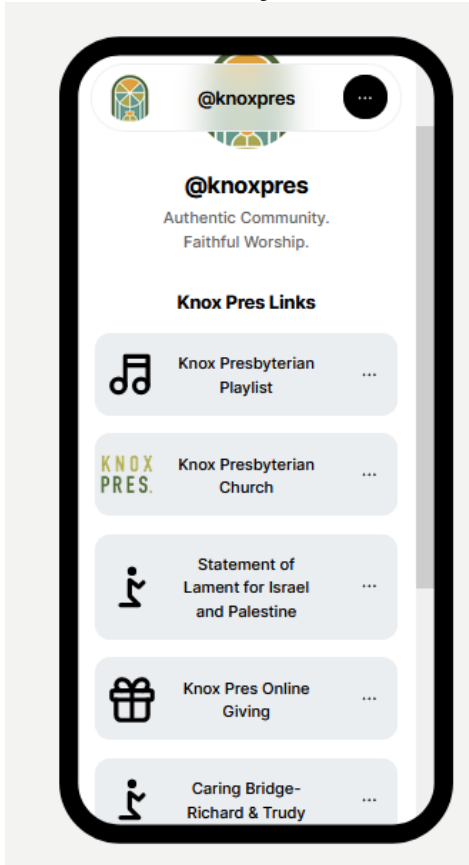 @knoxpres
@knoxpres
Authentic Community.
Faithful Worship.
Knox Pres Links
Knox Presbyterian
Playlist
KNOX
PRES.
Knox Presbyterian
Church
Statement of
Lament for Israel
and Palestine
Knox Pres Online
Giving
Caring Bridge-
Richard & Trudy